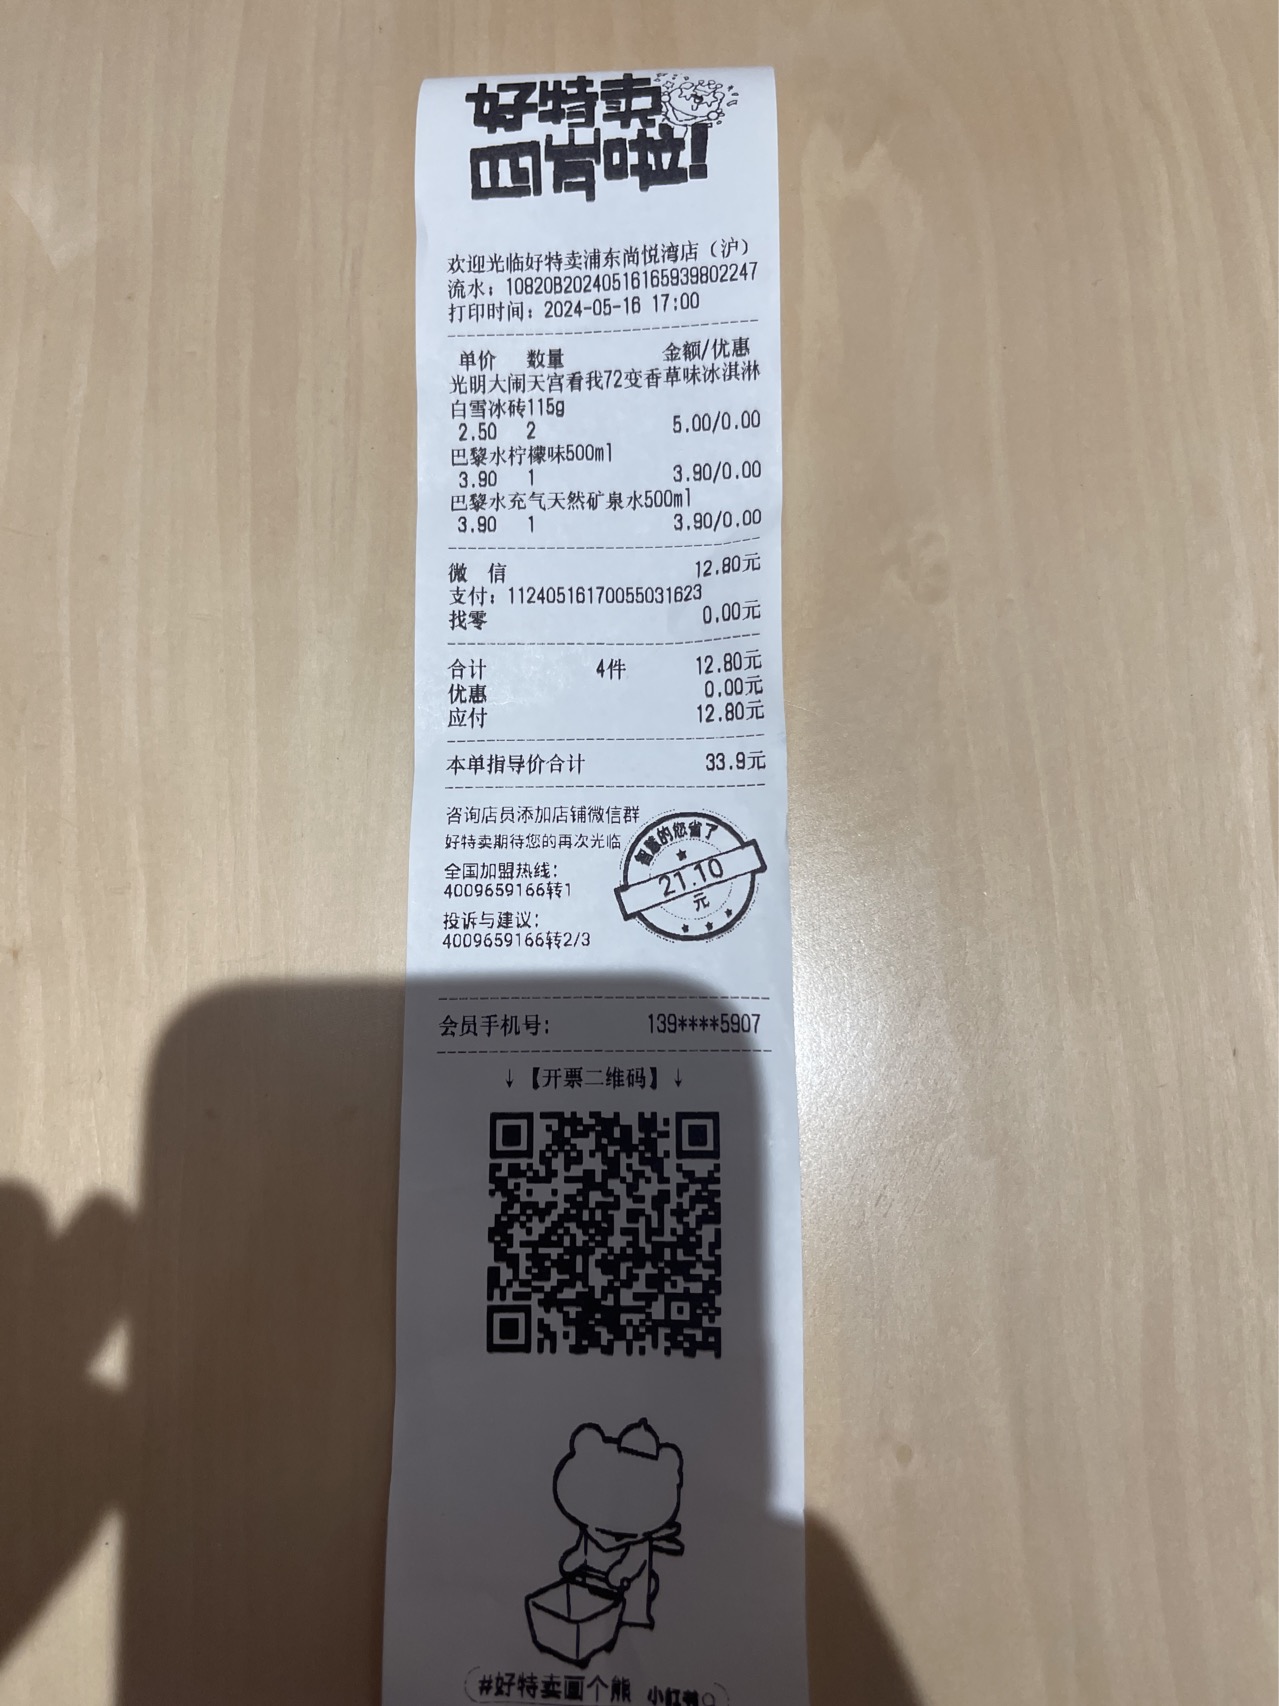 好特卖
欢迎光临好特卖浦东尚悦湾店（沪）
流水：10820B20240516165939802247
打印时间：2024-05-16 17:00
单价 数量 金额/优惠
光明大闹天宫看我72变香草味冰淇淋
白雪冰砖115g
2.50 2 5.00/0.00
巴黎水柠檬味500ml
3.90 1 3.90/0.00
巴黎水充气天然矿泉水500ml
3.90 1 3.90/0.00
微 信 12.80元
支付：11240516170055031623
找零 0.00元
合计 4件 12.80元
优惠 0.00元
应付 12.80元
本单指导价合计 33.9元
咨询店员添加店铺微信群
好特卖期待您的再次光临
全国加盟热线：
4009659166转1
投诉与建议：
4009659166转2/3
智慧的您省了
21.10
元
会员手机号： 139****5907
↓【开票二维码】↓
#好特卖画个熊 小红书